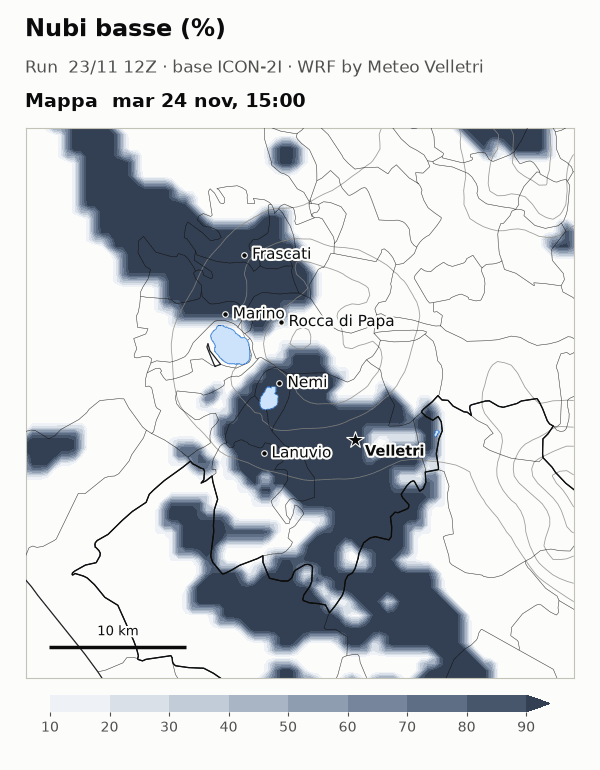 Nubi basse (%)
Run  23/11 12Z · base ICON-2I · WRF by Meteo Velletri
Mappa  mar 24 nov, 15:00
Frascati
Marino
Rocca di Papa
Nemi
Velletri
Lanuvio
10 km
10 20 30 40 50 60 70 80 90